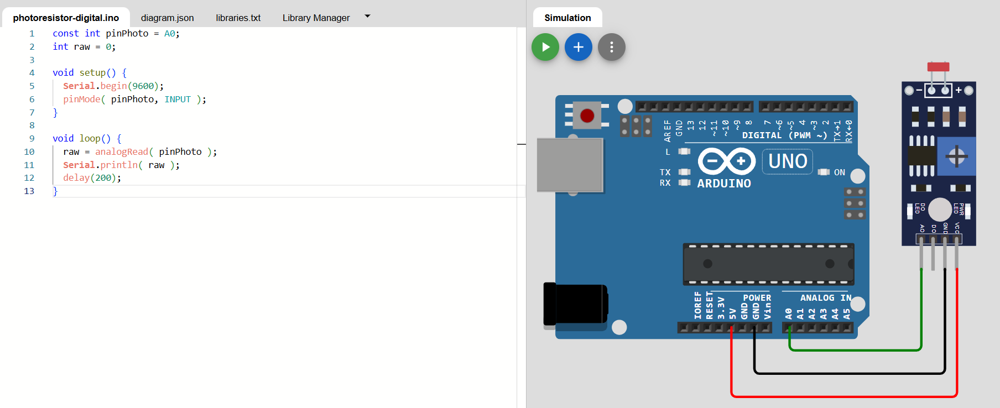 photoresistor-digital.ino
diagram.json
libraries.txt
Library Manager
1 const int pinPhoto = A0;
2 int raw = 0;
3
4 void setup() {
5 Serial.begin(9600);
6 pinMode( pinPhoto, INPUT );
7 }
8
9 void loop() {
10 raw = analogRead( pinPhoto );
11 Serial.println( raw );
12 delay(200);
13 }
Simulation
AREF
GND
13
12
~11
~10
~9
8
7
~6
~5
4
~3
2
TX→1
RX←0
DIGITAL (PWM ~)
L
TX
RX
UNO
ARDUINO
ON
IOREF
RESET
3.3V
5V
GND
GND
Vin
POWER
ANALOG IN
A0
A1
A2
A3
A4
A5
− +
DO
LED
PWR
LED
AO
DO
GND
VCC